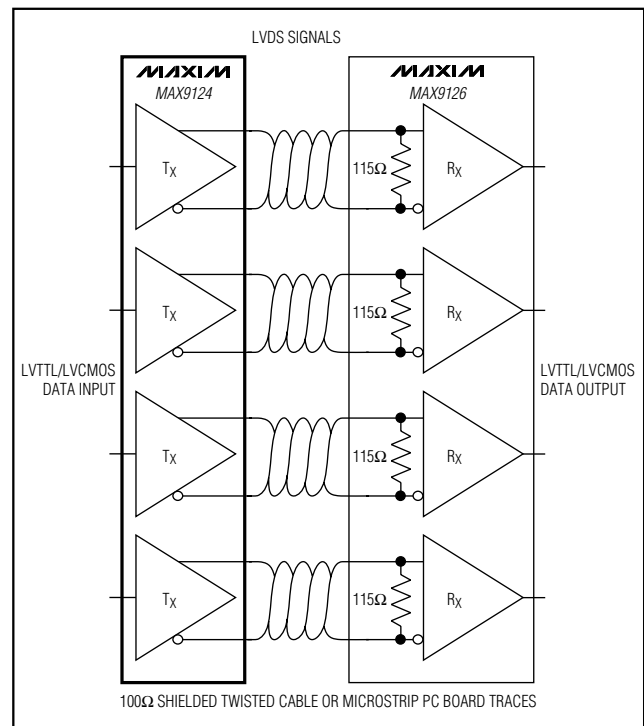 LVDS SIGNALS
MAXIM
MAX9124
MAXIM
MAX9126
TX
115Ω
RX
TX
115Ω
RX
LVTTL/LVCMOS
DATA INPUT
LVTTL/LVCMOS
DATA OUTPUT
TX
115Ω
RX
TX
115Ω
RX
100Ω SHIELDED TWISTED CABLE OR MICROSTRIP PC BOARD TRACES